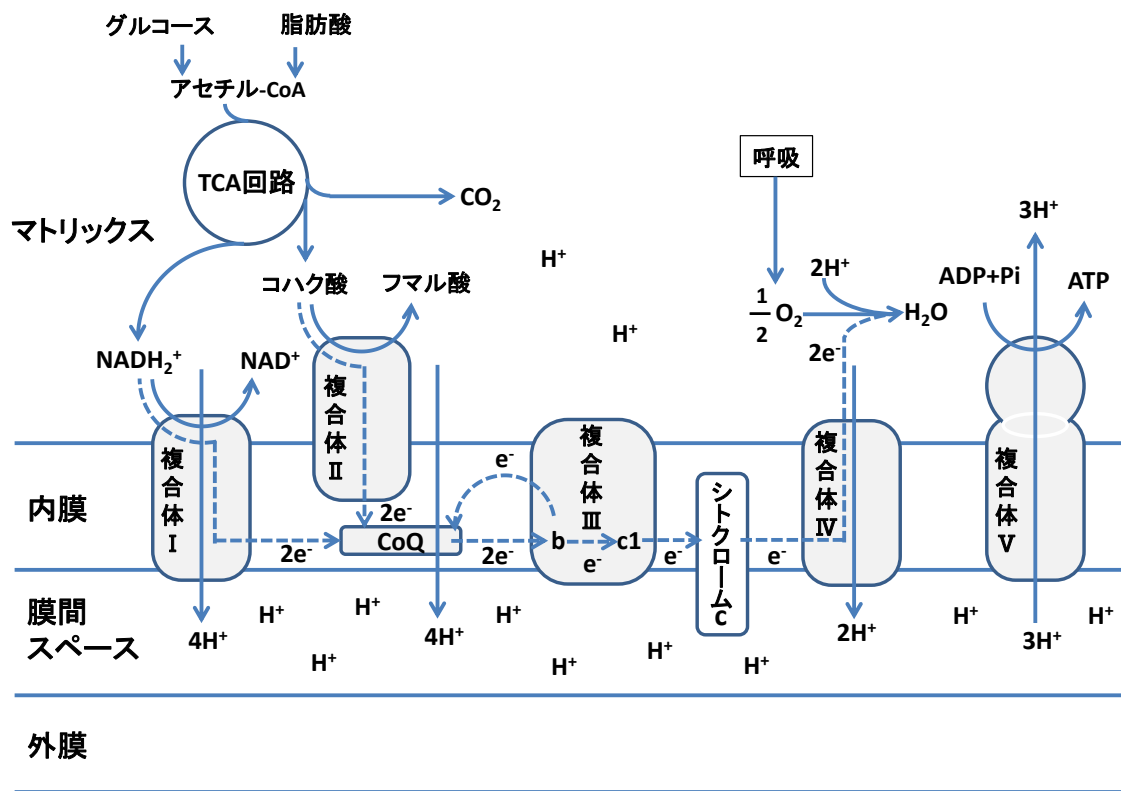 グルコース
脂肪酸
アセチル-CoA
呼吸
TCA回路
CO₂
マトリックス
3H⁺
H⁺
コハク酸
フマル酸
2H⁺
ADP+Pi
ATP
1
2
O₂
H₂O
H⁺
2e⁻
NADH₂⁺
NAD⁺
複合体Ⅰ
複合体Ⅱ
複合体Ⅲ
複合体Ⅳ
複合体Ⅴ
e⁻
シトクロームC
内膜
2e⁻
CoQ
2e⁻
2e⁻
b
c1
e⁻
e⁻
e⁻
膜間
スペース
H⁺
H⁺
H⁺
H⁺
H⁺
4H⁺
4H⁺
2H⁺
3H⁺
H⁺
H⁺
H⁺
H⁺
外膜